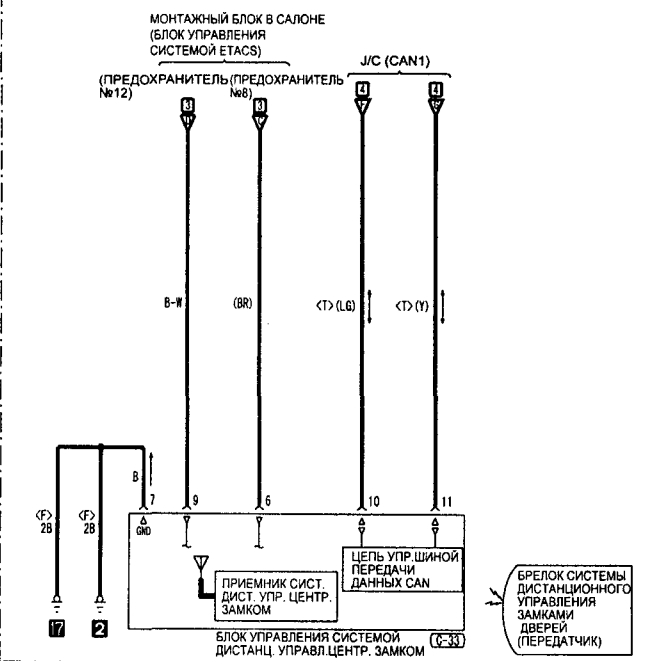 МОНТАЖНЫЙ БЛОК В САЛОНЕ
(БЛОК УПРАВЛЕНИЯ
СИСТЕМОЙ ETACS)
J/C (CAN1)
(ПРЕДОХРАНИТЕЛЬ
№12)
(ПРЕДОХРАНИТЕЛЬ
№8)
3
3
4
4
B-W
(BR)
<T>(LG)
<T>(Y)
B
7
9
6
10
11
<F>
2B
<F>
2B
GND
ЦЕПЬ УПР.ШИНОЙ
ПЕРЕДАЧИ
ДАННЫХ CAN
ПРИЕМНИК СИСТ.
ДИСТ. УПР. ЦЕНТР.
ЗАМКОМ
БРЕЛОК СИСТЕМЫ
ДИСТАНЦИОННОГО
УПРАВЛЕНИЯ
ЗАМКАМИ
ДВЕРЕЙ
(ПЕРЕДАТЧИК)
17
2
БЛОК УПРАВЛЕНИЯ СИСТЕМОЙ
ДИСТАНЦ. УПРАВЛ.ЦЕНТР. ЗАМКОМ
C-33